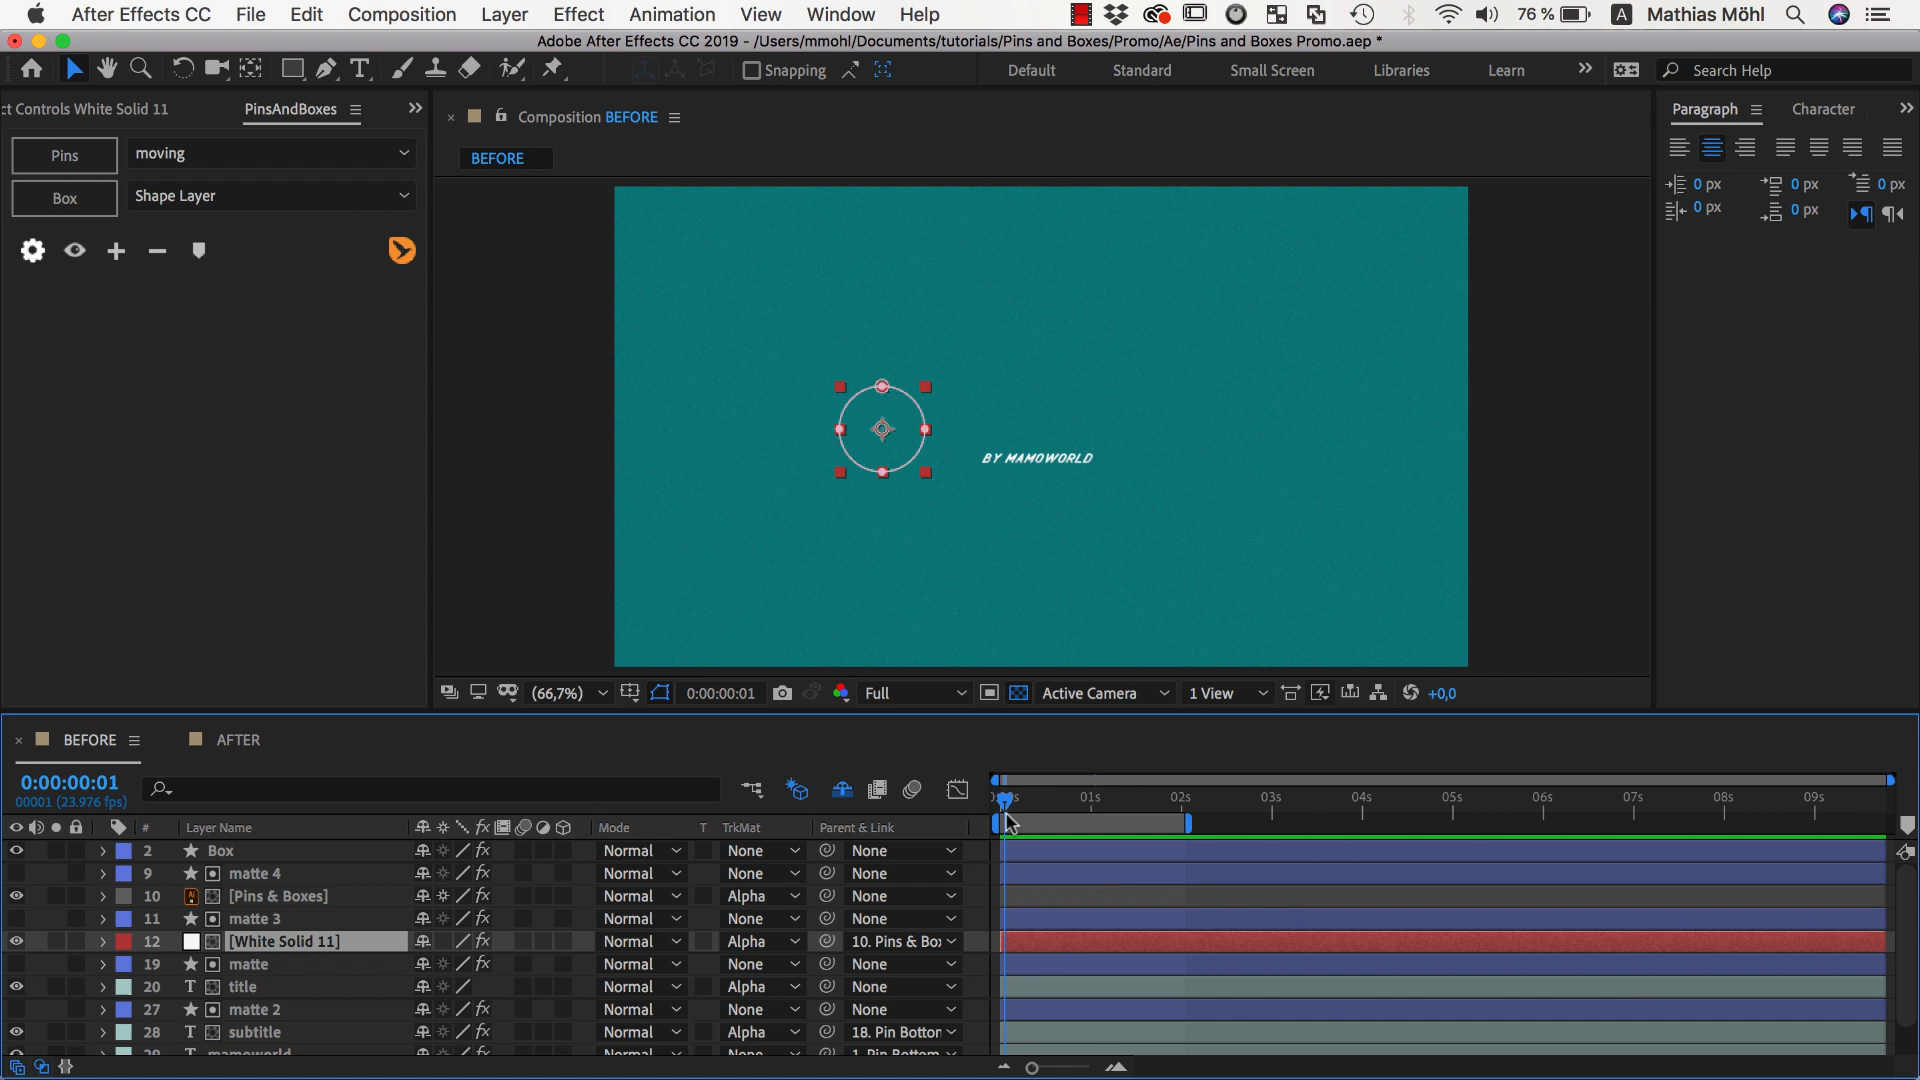 After Effects CC File Edit Composition Layer Effect Animation View Window Help 76 % A Mathias Möhl
Adobe After Effects CC 2019 - /Users/mmohl/Documents/tutorials/Pins and Boxes/Promo/Ae/Pins and Boxes Promo.aep *
Snapping Default Standard Small Screen Libraries Learn Search Help
ct Controls White Solid 11 PinsAndBoxes
Composition BEFORE
Paragraph Character
Pins moving
BEFORE
Box Shape Layer
0 px 0 px 0 px
0 px 0 px
BY MAMOWORLD
(66,7%) 0:00:00:01 Full Active Camera 1 View +0,0
BEFORE AFTER
0:00:00:01
00001 (23.976 fps)
01s 02s 03s 04s 05s 06s 07s 08s 09s
# Layer Name Mode T TrkMat Parent & Link
2 Box Normal None None
9 matte 4 Normal None None
10 [Pins & Boxes] Normal Alpha None
11 matte 3 Normal None None
12 [White Solid 11] Normal Alpha 10. Pins & Bo
19 matte Normal None None
20 T title Normal Alpha None
27 matte 2 Normal None None
28 T subtitle Normal Alpha 18. Pin Bottor
29 T mamoworld Normal None 1. Pin Bottom